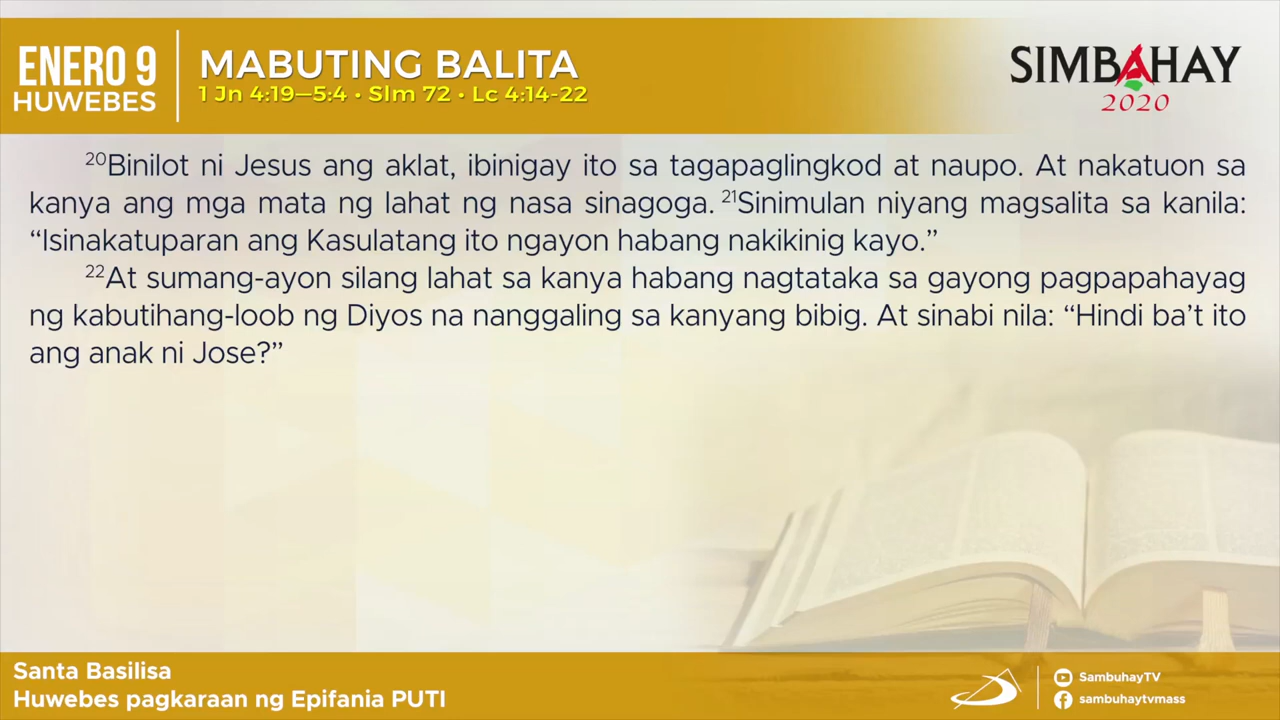 ENERO 9
HUWEBES
MABUTING BALITA
1 Jn 4:19—5:4 • Slm 72 • Lc 4:14-22
SIMBAHAY
2020
²⁰Binilot ni Jesus ang aklat, ibinigay ito sa tagapaglingkod at naupo. At nakatuon sa
kanya ang mga mata ng lahat ng nasa sinagoga. ²¹Sinimulan niyang magsalita sa kanila:
“Isinakatuparan ang Kasulatang ito ngayon habang nakikinig kayo.”
²²At sumang-ayon silang lahat sa kanya habang nagtataka sa gayong pagpapahayag
ng kabutihang-loob ng Diyos na nanggaling sa kanyang bibig. At sinabi nila: “Hindi ba’t ito
ang anak ni Jose?”
Santa Basilisa
Huwebes pagkaraan ng Epifania PUTI
SambuhayTV
sambuhaytvmass